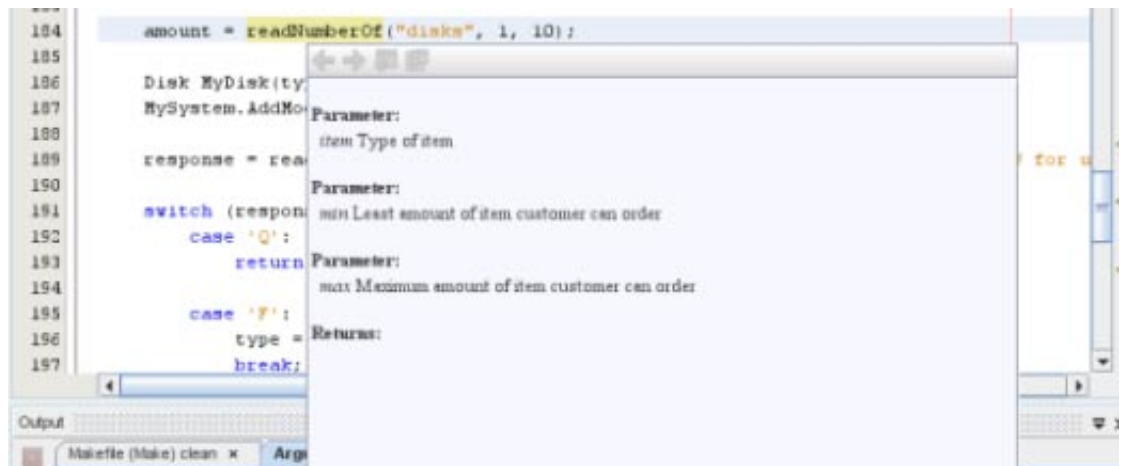 184 amount = readNumberOf("disks", 1, 10);
185
186 Disk MyDisk(ty
187 MySystem.AddMo
188
189 response = rea for u
190
191 switch (respon
192 case 'Q':
193 return
194
195 case 'F':
196 type =
197 break;
Parameter:
item Type of item
Parameter:
min Least amount of item customer can order
Parameter:
max Maximum amount of item customer can order
Returns:
Output
Makefile (Make) clean x Argu